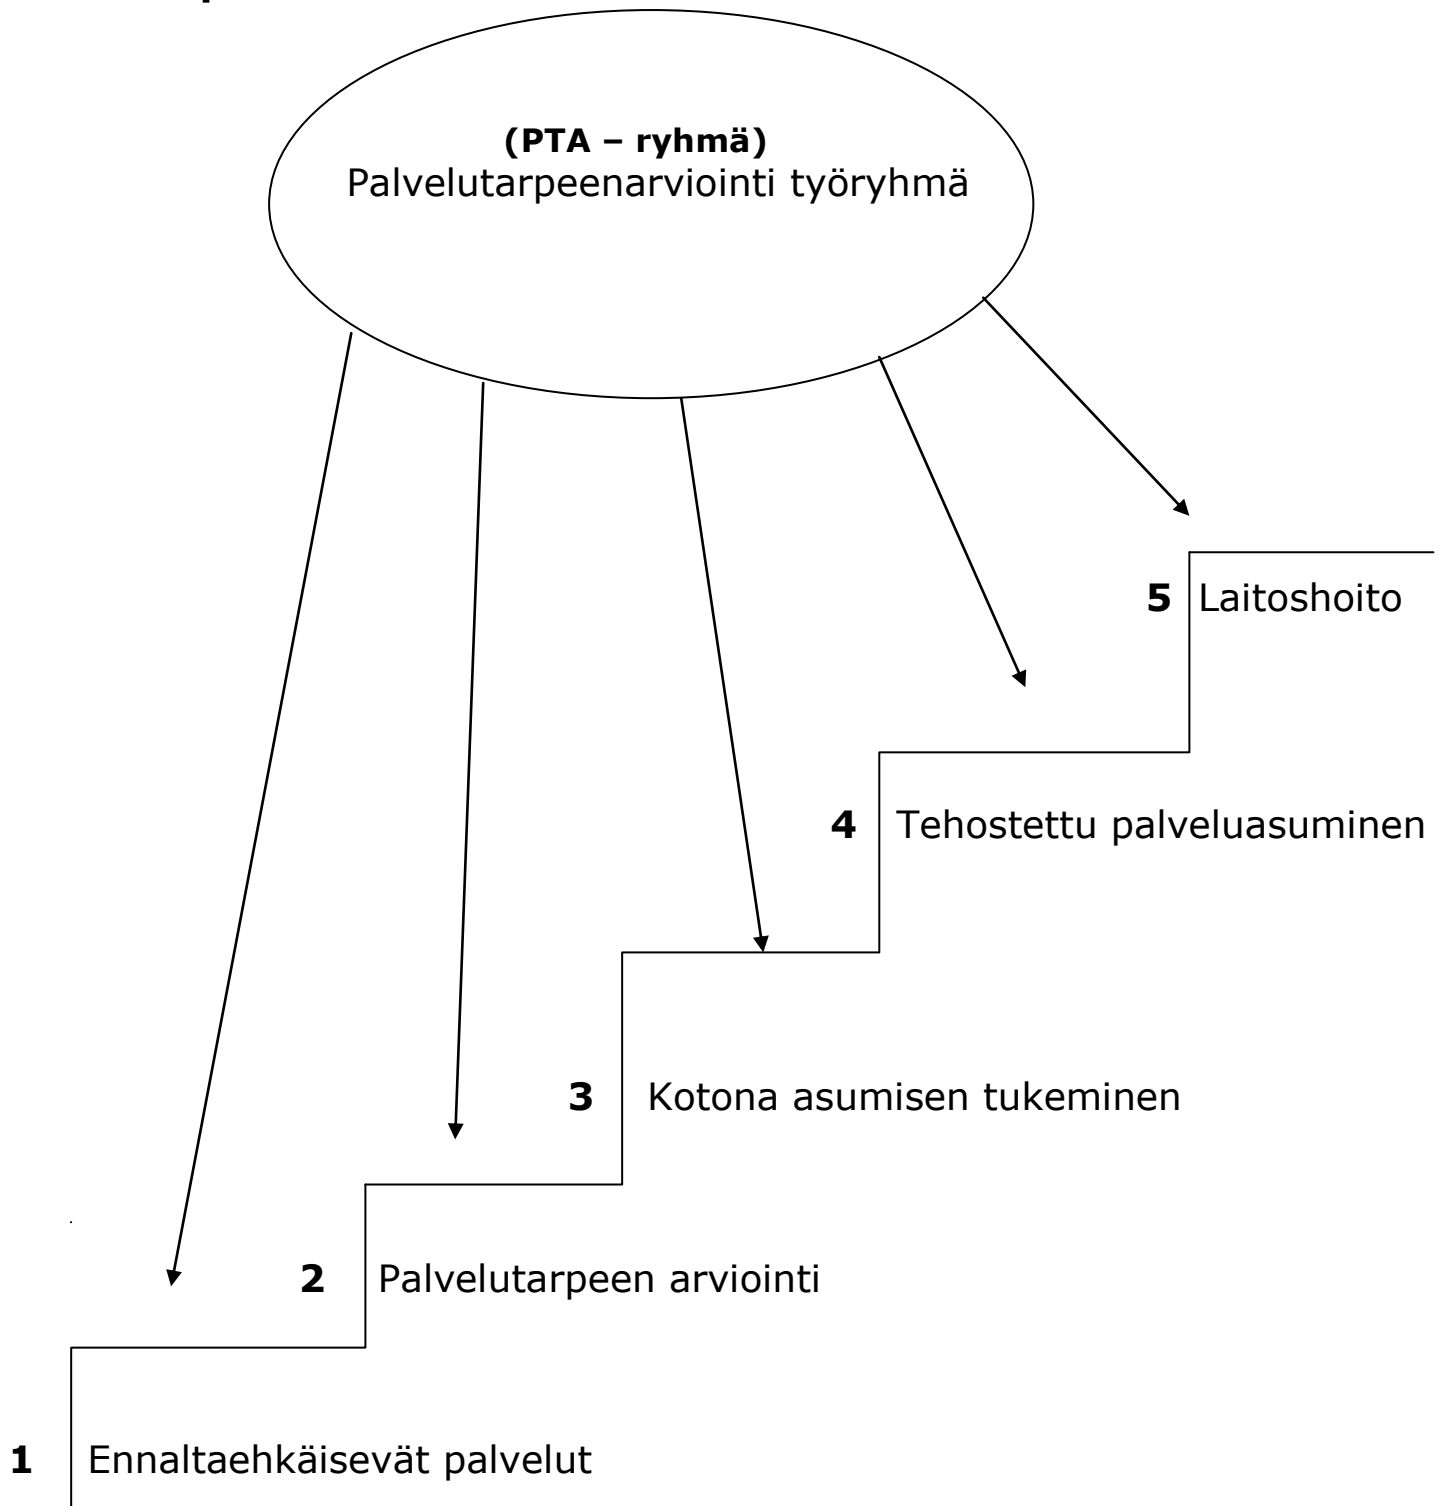 (PTA – ryhmä)
Palvelutarpeenarviointi työryhmä
5 Laitoshoito
4 Tehostettu palveluasuminen
3 Kotona asumisen tukeminen
2 Palvelutarpeen arviointi
1 Ennaltaehkäisevät palvelut